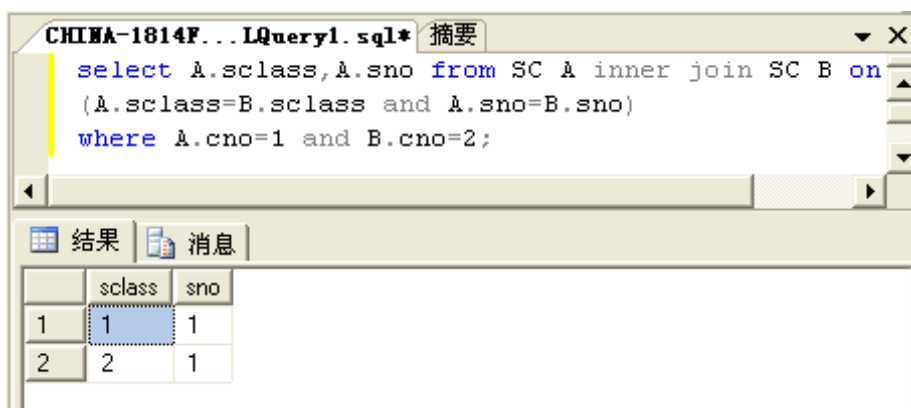 CHINA-1814F...LQuery1.sql* 摘要
select A.sclass,A.sno from SC A inner join SC B on
(A.sclass=B.sclass and A.sno=B.sno)
where A.cno=1 and B.cno=2;
结果 消息
sclass sno
1 1 1
2 2 1